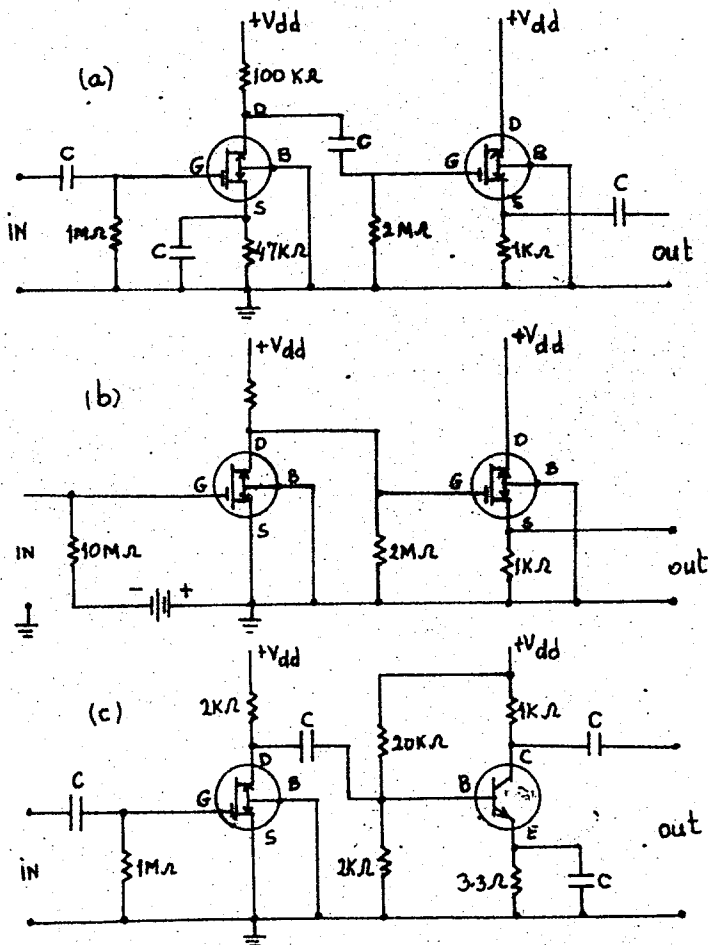 +Vdd +Vdd
(a)
100 KΩ
D
C
D
C
G B
G B
S
S
C
IN
1MΩ
C
47KΩ
2MΩ
1KΩ
out
+Vdd +Vdd
(b)
D
D
G B
G B
S
S
IN
10MΩ
2MΩ
1KΩ
out
- +
+Vdd +Vdd
(c)
2KΩ
C
20KΩ
1KΩ
C
C
D
C
G B
B
S
E
IN
1MΩ
2KΩ
3.3Ω
C
out